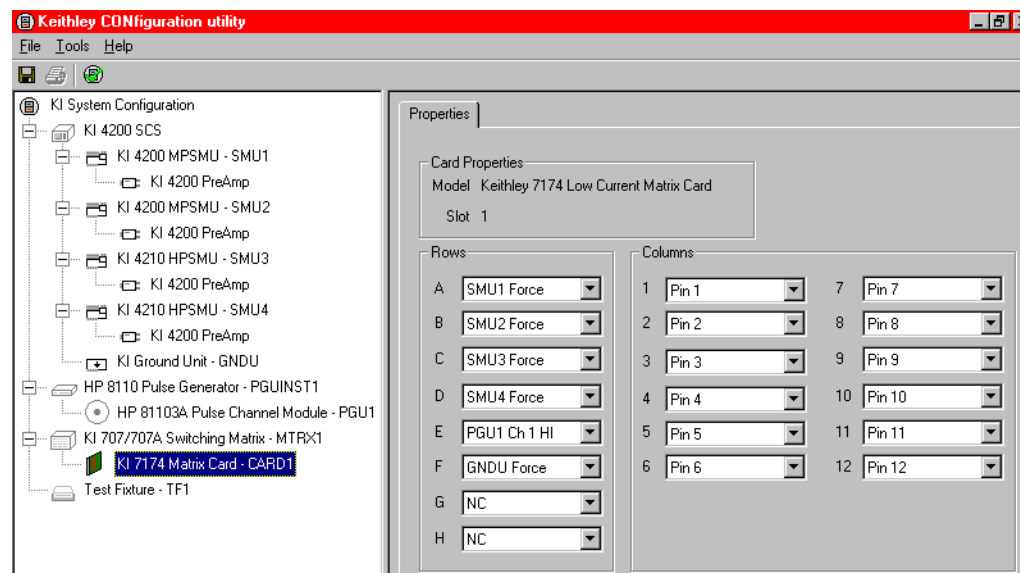 Keithley CONfiguration utility
File Tools Help
KI System Configuration
KI 4200 SCS
KI 4200 MPSMU - SMU1
KI 4200 PreAmp
KI 4200 MPSMU - SMU2
KI 4200 PreAmp
KI 4210 HPSMU - SMU3
KI 4200 PreAmp
KI 4210 HPSMU - SMU4
KI 4200 PreAmp
KI Ground Unit - GNDU
HP 8110 Pulse Generator - PGUINST1
HP 81103A Pulse Channel Module - PGU1
KI 707/707A Switching Matrix - MTRX1
KI 7174 Matrix Card - CARD1
Test Fixture - TF1
Properties
Card Properties
Model Keithley 7174 Low Current Matrix Card
Slot 1
Rows
A SMU1 Force
B SMU2 Force
C SMU3 Force
D SMU4 Force
E PGU1 Ch 1 HI
F GNDU Force
G NC
H NC
Columns
1 Pin 1
2 Pin 2
3 Pin 3
4 Pin 4
5 Pin 5
6 Pin 6
7 Pin 7
8 Pin 8
9 Pin 9
10 Pin 10
11 Pin 11
12 Pin 12